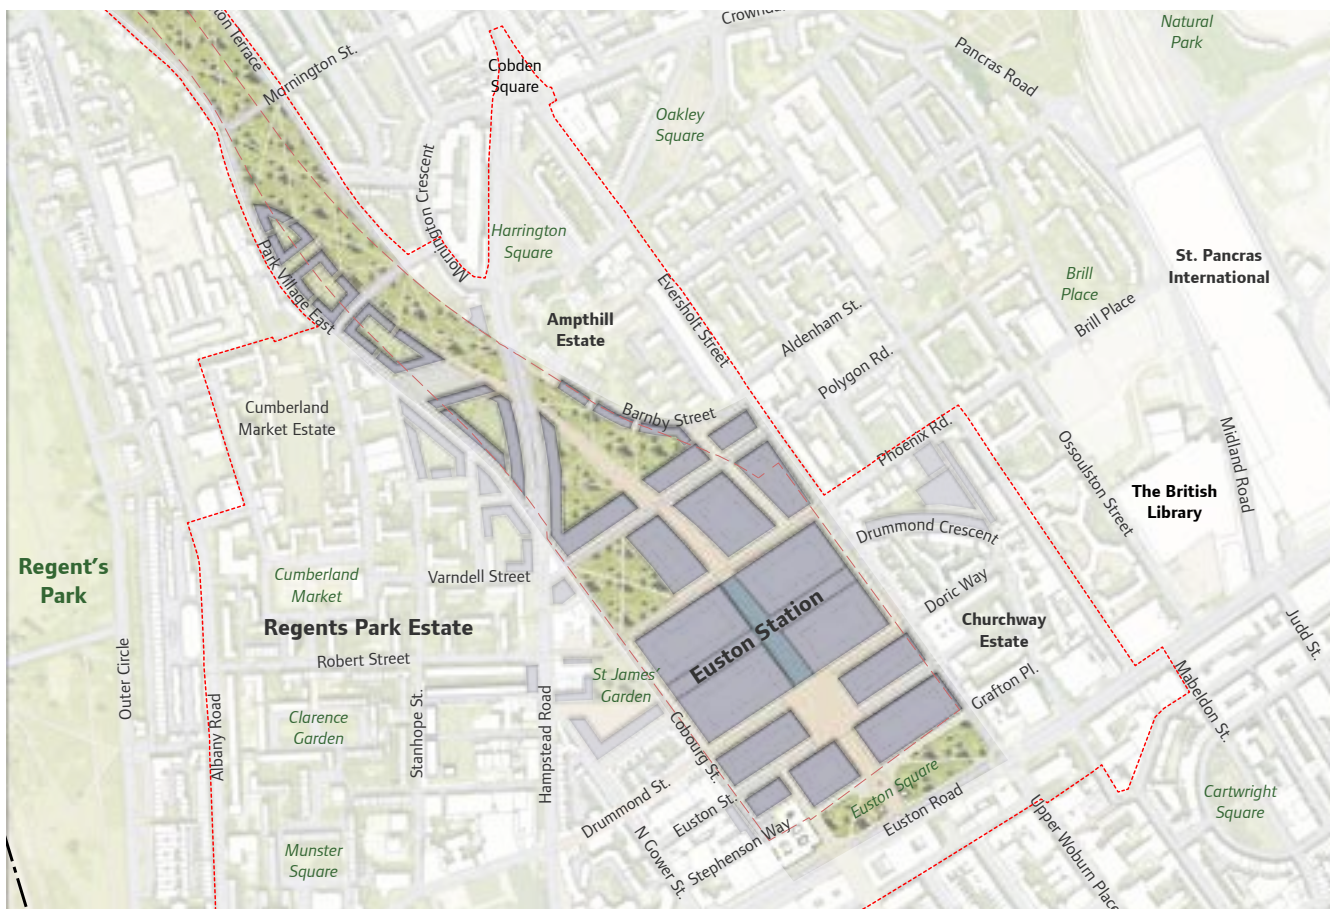 ton Terrace
Mornington St.
Crownda
Natural
Park
Pancras Road
Cobden
Square
Oakley
Square
Mornington Crescent
Harrington
Square
Park Village East
St. Pancras
International
Brill
Place
Brill Place
Eversholt Street
Ampthill
Estate
Aldenham St.
Polygon Rd.
Cumberland
Market Estate
Barnby Street
Phoenix Rd.
Ossoulston Street
Midland Road
The British
Library
Drummond Crescent
Regent's
Park
Cumberland
Market
Varndell Street
Doric Way
Regents Park Estate
Euston Station
Churchway
Estate
Judd St.
Robert Street
Outer Circle
Albany Road
Stanhope St.
Hampstead Road
St James'
Garden
Grafton Pl.
Mabeldon St.
Clarence
Garden
Cobourg St.
Drummond St.
Euston St.
Euston Square
Euston Road
Cartwright
Square
N Gower St.
Stephenson Way
Upper Woburn Place
Munster
Square